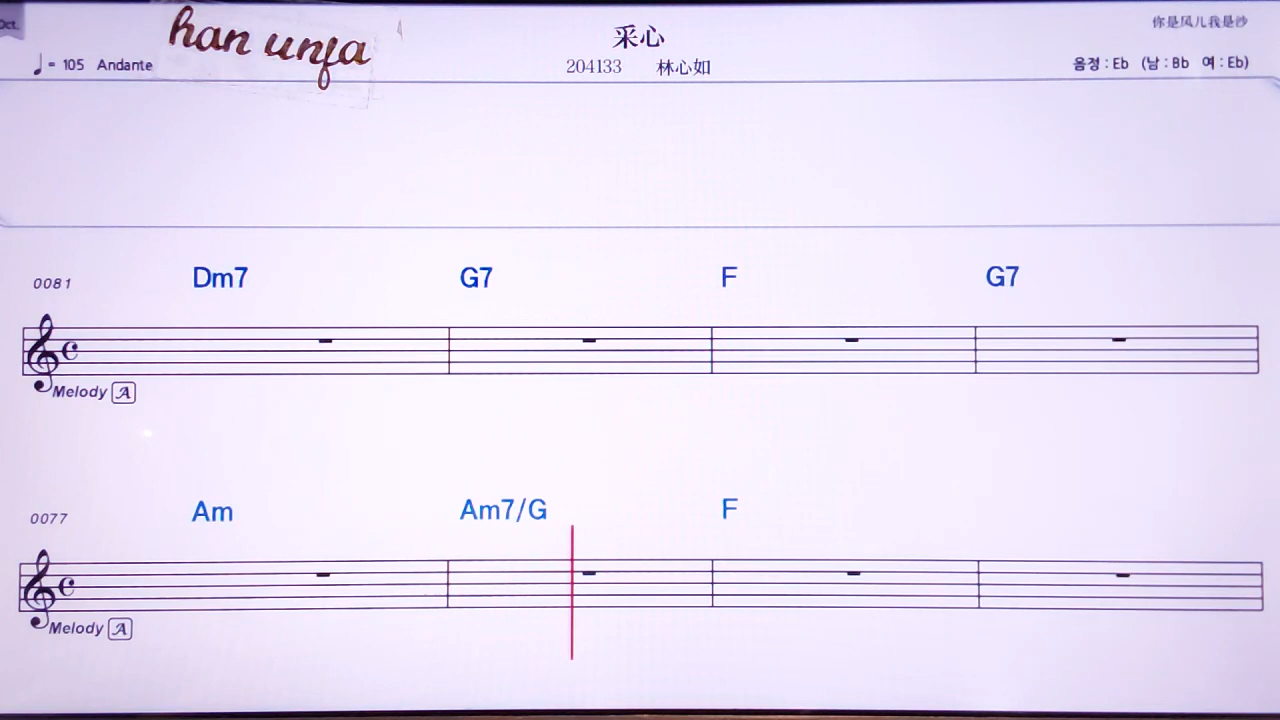 Oct.
han unfa
采心
你是风儿我是沙
♩= 105 Andante
204133 林心如
음정 : Eb (남 : Bb 여 : Eb)
0081 Dm7 G7 F G7
Melody A
0077 Am Am7/G F
Melody A